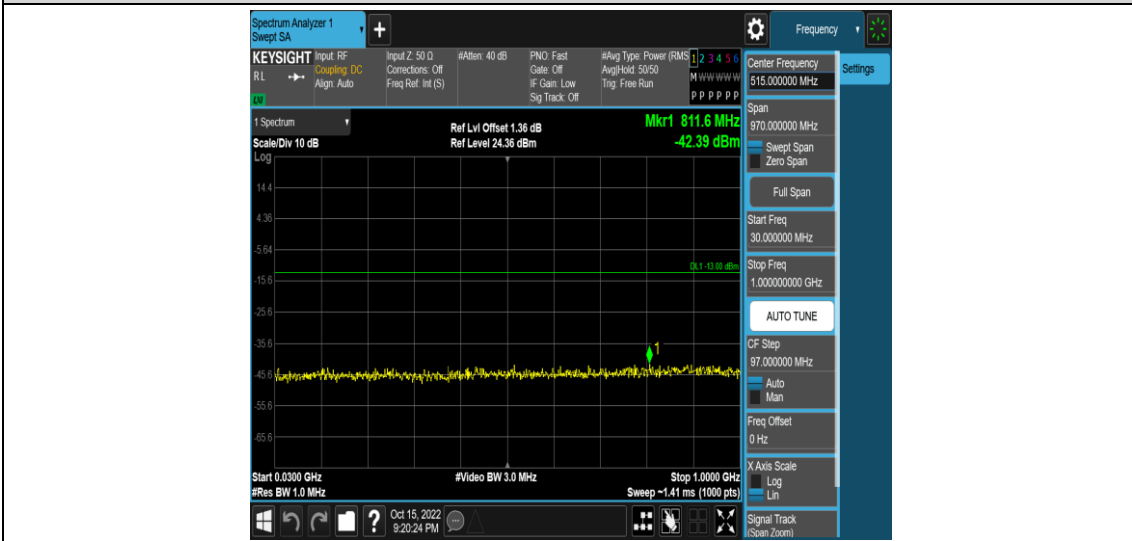 Spectrum Analyzer 1
Swept SA
+
Frequency
KEYSIGHT
RL
LXI
Input: RF
Coupling: DC
Align: Auto
Input Z: 50 Ω
Corrections: Off
Freq Ref: Int (S)
#Atten: 40 dB
PNO: Fast
Gate: Off
IF Gain: Low
Sig Track: Off
#Avg Type: Power (RMS
Avg|Hold: 50/50
Trig: Free Run
1 2 3 4 5 6
M W W W W W
P P P P P P
Center Frequency
515.000000 MHz
Settings
Span
970.000000 MHz
Swept Span
Zero Span
Full Span
Start Freq
30.000000 MHz
Stop Freq
1.000000000 GHz
AUTO TUNE
CF Step
97.000000 MHz
Auto
Man
Freq Offset
0 Hz
X Axis Scale
Log
Lin
Signal Track
(Span Zoom)
1 Spectrum
Scale/Div 10 dB
Log
Ref Lvl Offset 1.36 dB
Ref Level 24.36 dBm
Mkr1 811.6 MHz
-42.39 dBm
14.4
4.36
-5.64
DL1 -13.00 dBm
-15.6
-25.6
-35.6
1
-45.6
-55.6
-65.6
Start 0.0300 GHz
#Res BW 1.0 MHz
#Video BW 3.0 MHz
Stop 1.0000 GHz
Sweep ~1.41 ms (1000 pts)
?
Oct 15, 2022
9:20:24 PM